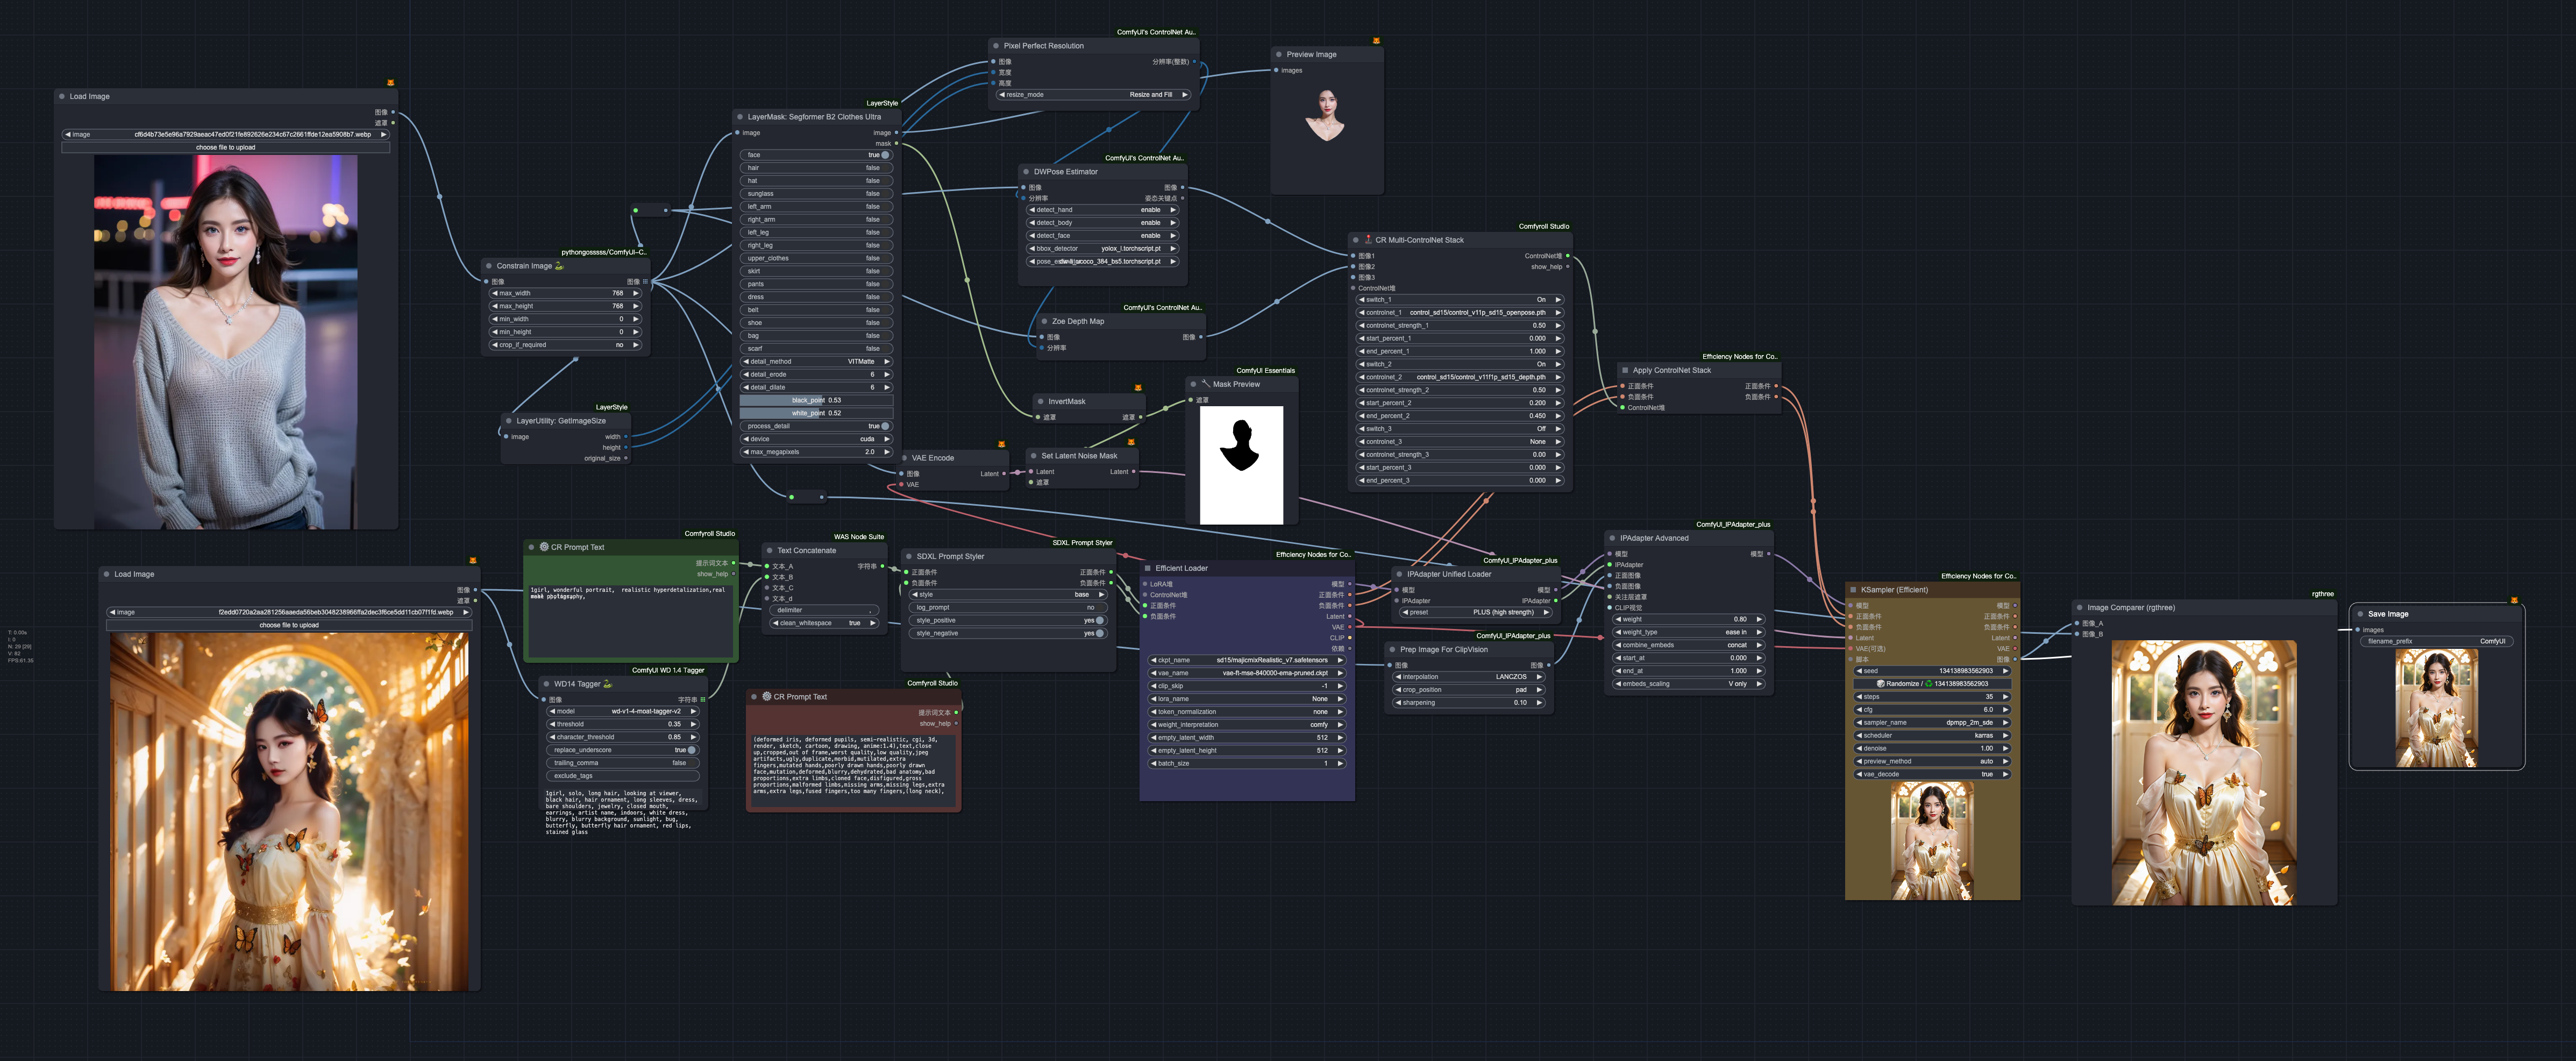 Load Image
图像
遮罩
image cf6d4b73e5e96a7929aeac47ed0f21fe892626e234c67c2661ffde12ea5908b7.webp
choose file to upload
pythongosssss/ComfyUI-C..
Constrain Image
图像 图像
max_width 768
max_height 768
min_width 0
min_height 0
crop_if_required no
LayerStyle
LayerUtility: GetImageSize
image width
height
original_size
LayerStyle
LayerMask: Segformer B2 Clothes Ultra
image image
mask
face true
hair false
hat false
sunglass false
left_arm false
right_arm false
left_leg false
right_leg false
upper_clothes false
skirt false
pants false
dress false
belt false
shoe false
bag false
scarf false
detail_method VITMatte
detail_erode 6
detail_dilate 6
black_point 0.53
white_point 0.52
process_detail true
device cuda
max_megapixels 2.0
ComfyUI's ControlNet Au..
Pixel Perfect Resolution
图像 分辨率(整数)
宽度
高度
resize_mode Resize and Fill
Preview Image
images
ComfyUI's ControlNet Au..
DWPose Estimator
图像 图像
分辨率 姿态关键点
detect_hand enable
detect_body enable
detect_face enable
bbox_detector yolox_l.torchscript.pt
ComfyUI's ControlNet Au..
Zoe Depth Map
图像 图像
分辨率
InvertMask
遮罩 遮罩
ComfyUI Essentials
Mask Preview
遮罩
VAE Encode
图像 Latent
VAE
Set Latent Noise Mask
Latent Latent
遮罩
Comfyroll Studio
CR Multi-ControlNet Stack
图像1 ControlNet堆
图像2 show_help
图像3
ControlNet堆
switch_1 On
controlnet_1 control_sd15/control_v11p_sd15_openpose.pth
controlnet_strength_1 0.50
start_percent_1 0.000
end_percent_1 1.000
switch_2 On
controlnet_2 control_sd15/control_v11f1p_sd15_depth.pth
controlnet_strength_2 0.50
start_percent_2 0.200
end_percent_2 0.450
switch_3 Off
controlnet_3 None
controlnet_strength_3 0.00
start_percent_3 0.000
end_percent_3 0.000
Efficiency Nodes for Co..
Apply ControlNet Stack
正面条件 正面条件
负面条件 负面条件
ControlNet堆
Load Image
图像
遮罩
image f2edd0720a2aa281256aaeda56beb3048238966ffa2dec3f6ce5dd11cb07f1fd.webp
choose file to upload
T: 0.00s
I: 0
N: 29 [29]
V: 82
FPS:61.35
Comfyroll Studio
CR Prompt Text
提示词文本
show_help
1girl, wonderful portrait, realistic hyperdetalization,real
ComfyUI WD 1.4 Tagger
WD14 Tagger
图像 字符串
model wd-v1-4-moat-tagger-v2
threshold 0.35
character_threshold 0.85
replace_underscore true
trailing_comma false
exclude_tags
1girl, solo, long hair, looking at viewer,
black hair, hair ornament, long sleeves, dress,
bare shoulders, jewelry, closed mouth,
earrings, artist name, indoors, white dress,
blurry, blurry background, sunlight, bug,
butterfly, butterfly hair ornament, red lips,
stained glass
WAS Node Suite
Text Concatenate
文本_A 字符串
文本_B
文本_C
文本_d
delimiter ,
clean_whitespace true
Comfyroll Studio
CR Prompt Text
提示词文本
show_help
(deformed iris, deformed pupils, semi-realistic, cgi, 3d,
render, sketch, cartoon, drawing, anime:1.4),text,close
up,cropped,out of frame,worst quality,low quality,jpeg
artifacts,ugly,duplicate,morbid,mutilated,extra
fingers,mutated hands,poorly drawn hands,poorly drawn
face,mutation,deformed,blurry,dehydrated,bad anatomy,bad
proportions,extra limbs,cloned face,disfigured,gross
proportions,malformed limbs,missing arms,missing legs,extra
arms,extra legs,fused fingers,too many fingers,(long neck),
SDXL Prompt Styler
SDXL Prompt Styler
正面条件 正面条件
负面条件 负面条件
style base
log_prompt no
style_positive yes
style_negative yes
Efficiency Nodes for Co..
Efficient Loader
LoRA堆 模型
ControlNet堆 正面条件
正面条件 负面条件
负面条件 Latent
VAE
CLIP
依赖
ckpt_name sd15/majicmixRealistic_v7.safetensors
vae_name vae-ft-mse-840000-ema-pruned.ckpt
clip_skip -1
lora_name None
token_normalization none
weight_interpretation comfy
empty_latent_width 512
empty_latent_height 512
batch_size 1
ComfyUI_IPAdapter_plus
IPAdapter Unified Loader
模型 模型
IPAdapter IPAdapter
preset PLUS (high strength)
ComfyUI_IPAdapter_plus
Prep Image For ClipVision
图像 图像
interpolation LANCZOS
crop_position pad
sharpening 0.10
ComfyUI_IPAdapter_plus
IPAdapter Advanced
模型 模型
IPAdapter
正面图像
负面图像
关注层遮罩
CLIP视觉
weight 0.80
weight_type ease in
combine_embeds concat
start_at 0.000
end_at 1.000
embeds_scaling V only
Efficiency Nodes for Co..
KSampler (Efficient)
模型 模型
正面条件 正面条件
负面条件 负面条件
Latent Latent
VAE(可选) VAE
脚本 图像
seed 134138983562903
Randomize / 134138983562903
steps 35
cfg 6.0
sampler_name dpmpp_2m_sde
scheduler karras
denoise 1.00
preview_method auto
vae_decode true
rgthree
Image Comparer (rgthree)
图像_A
图像_B
Save Image
images
filename_prefix ComfyUI